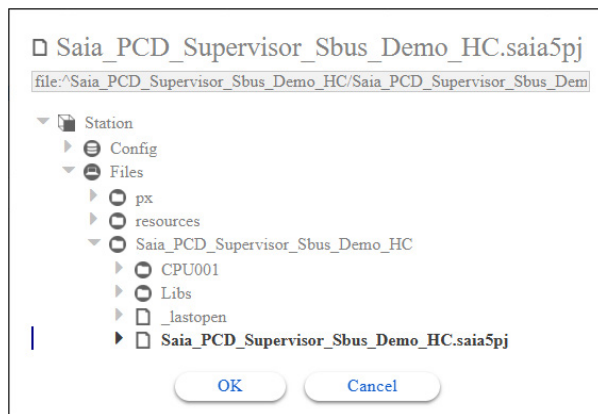 Saia_PCD_Supervisor_Sbus_Demo_HC.saia5pj
file:^Saia_PCD_Supervisor_Sbus_Demo_HC/Saia_PCD_Supervisor_Sbus_Dem
Station
Config
Files
px
resources
Saia_PCD_Supervisor_Sbus_Demo_HC
CPU001
Libs
_lastopen
Saia_PCD_Supervisor_Sbus_Demo_HC.saia5pj
OK Cancel